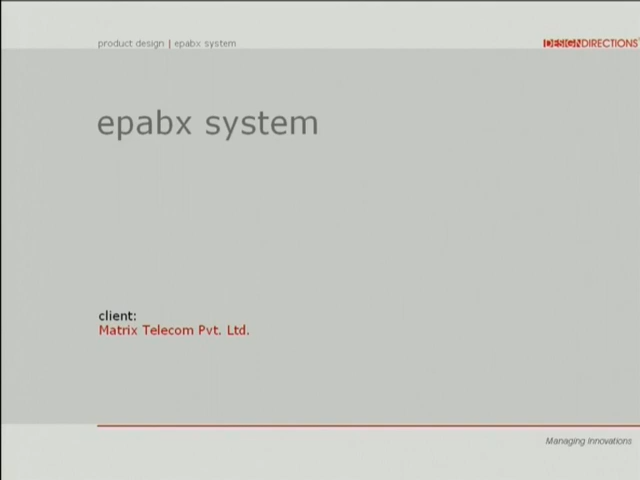 product design | epabx system
DESIGNDIRECTIONS
epabx system
client:
Matrix Telecom Pvt. Ltd.
Managing Innovations